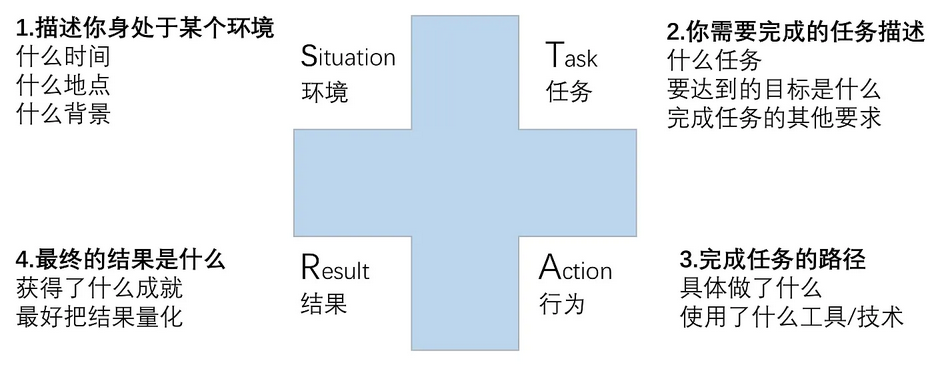 1.描述你身处于某个环境
什么时间
什么地点
什么背景
Situation
环境
Task
任务
2.你需要完成的任务描述
什么任务
要达到的目标是什么
完成任务的其他要求
4.最终的结果是什么
获得了什么成就
最好把结果量化
Result
结果
Action
行为
3.完成任务的路径
具体做了什么
使用了什么工具/技术